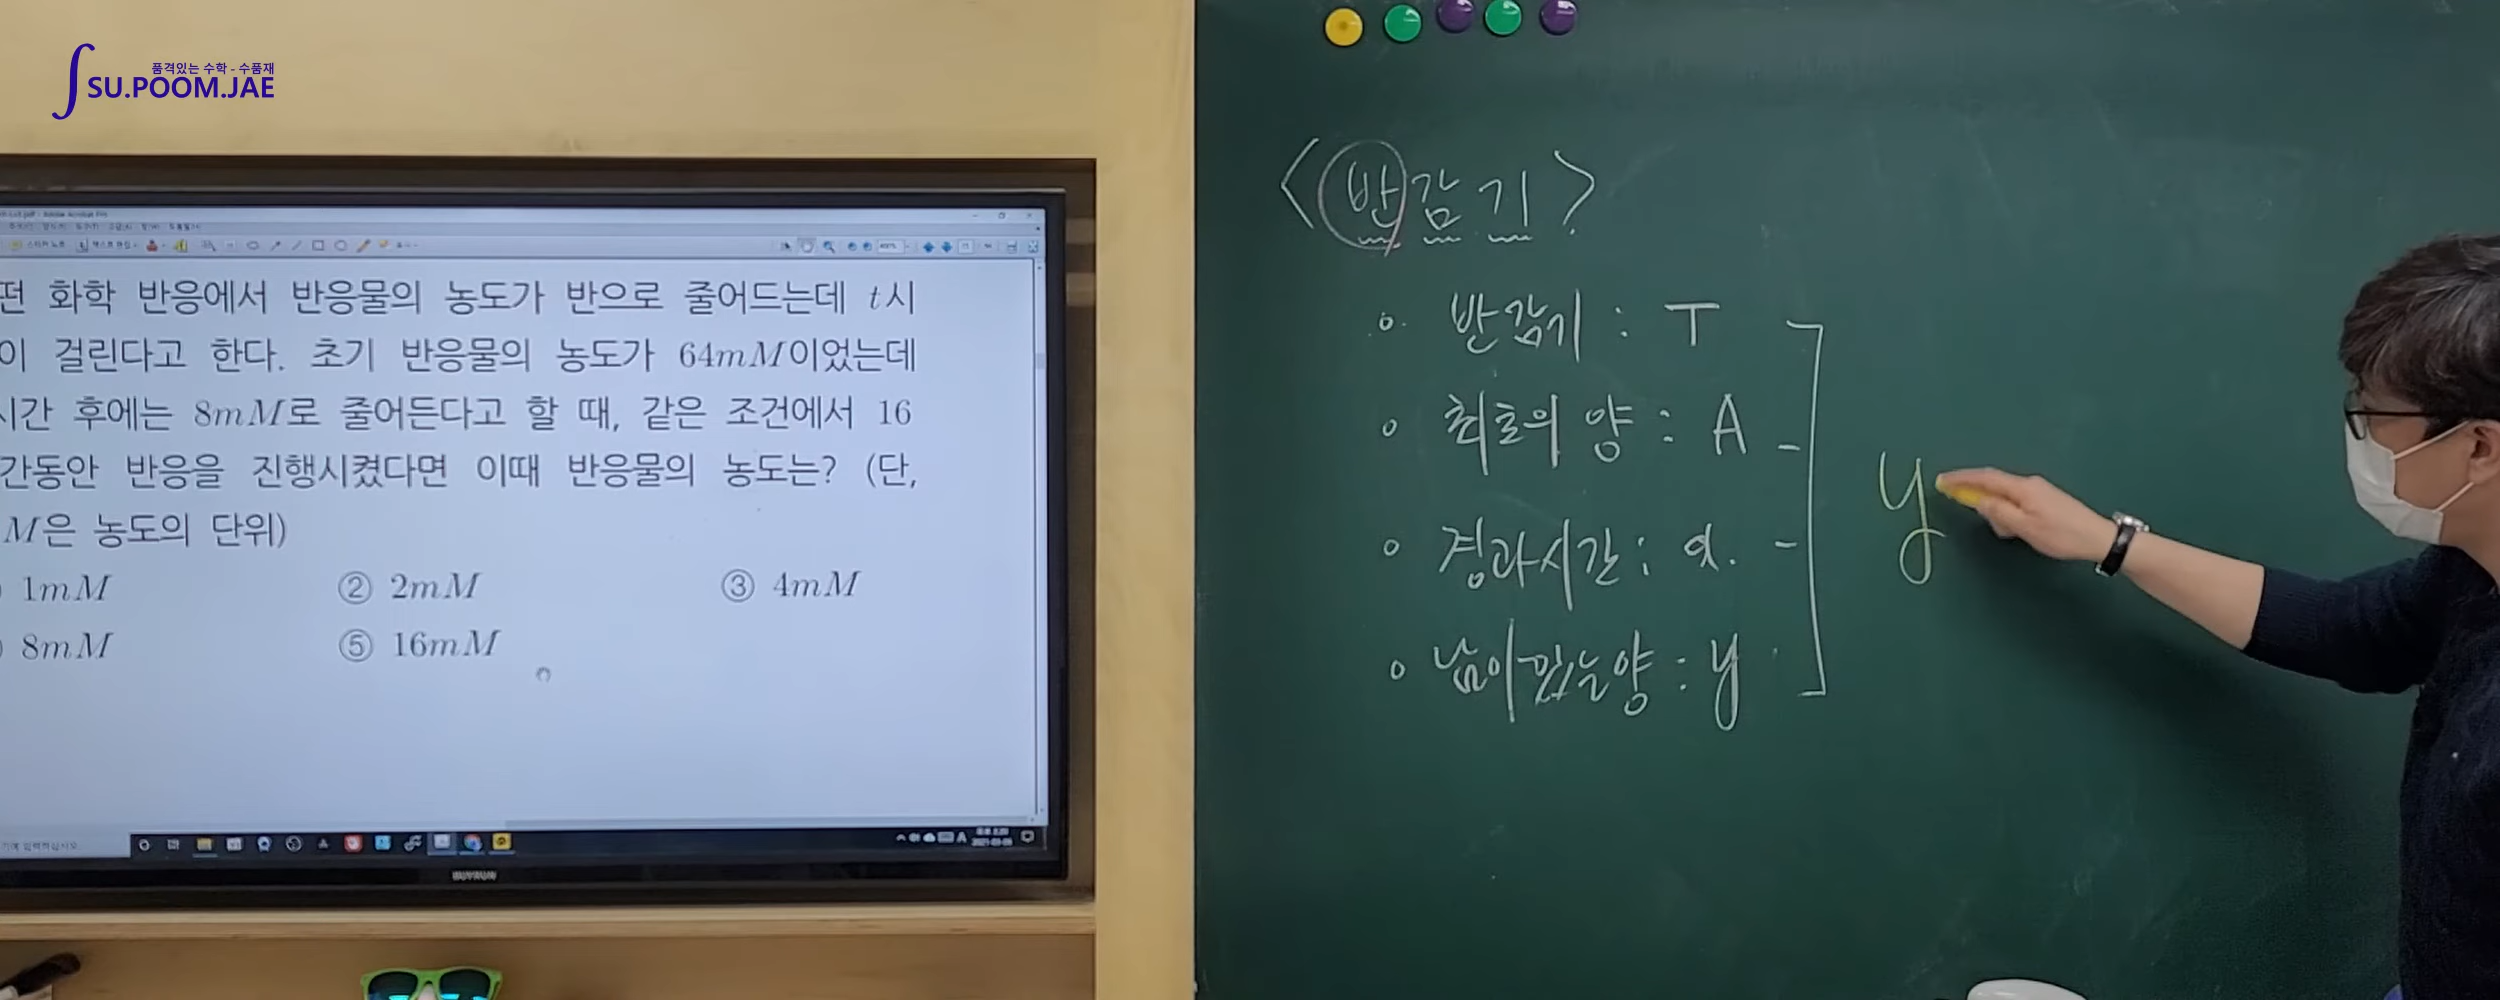 품격있는 수학 - 수품재
SU.POOM.JAE
떤 화학 반응에서 반응물의 농도가 반으로 줄어드는데 t시
이 걸린다고 한다. 초기 반응물의 농도가 64mM이었는데
시간 후에는 8mM로 줄어든다고 할 때, 같은 조건에서 16
간동안 반응을 진행시켰다면 이때 반응물의 농도는? (단,
M은 농도의 단위)
1mM ② 2mM ③ 4mM
8mM ⑤ 16mM
<반감기>
반감기 : T
최초의 양 : A
경과시간 : x.
남아있는양 : y
y